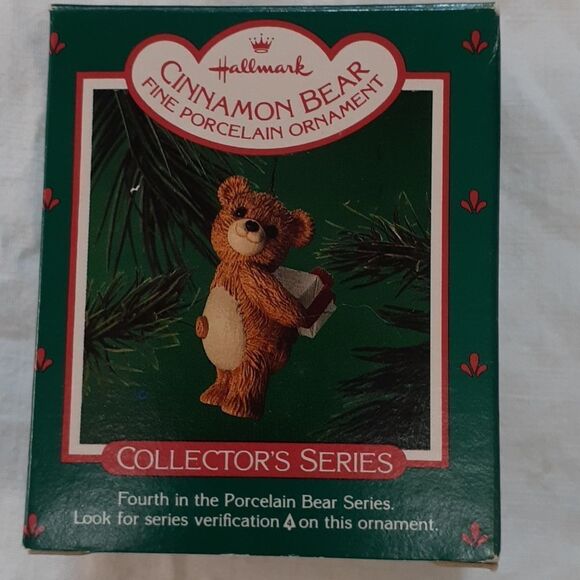 Hallmark
CINNAMON BEAR
FINE PORCELAIN ORNAMENT
COLLECTOR'S SERIES
Fourth in the Porcelain Bear Series.
Look for series verification 4 on this ornament.